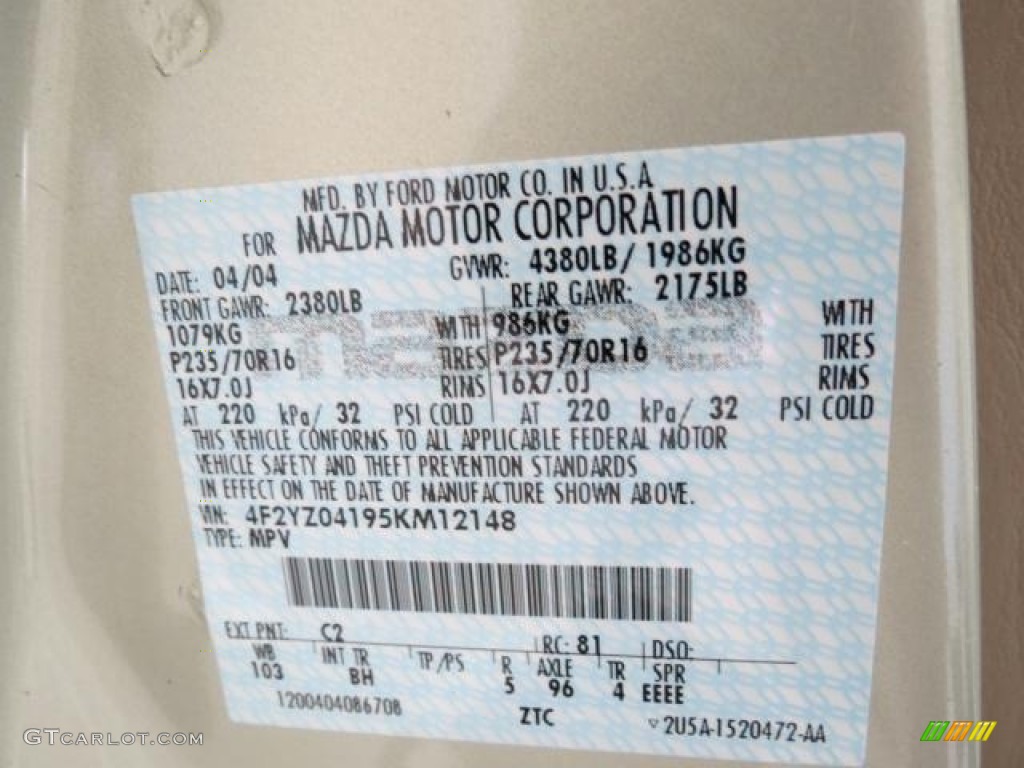 MFD. BY FORD MOTOR CO. IN U.S.A
FOR MAZDA MOTOR CORPORATION
DATE: 04/04 GVWR: 4380LB/ 1986KG
FRONT GAWR: 2380LB REAR GAWR: 2175LB
1079KG WITH 986KG WITH
P235/70R16 TIRES P235/70R16 TIRES
16X7.0J RIMS 16X7.0J RIMS
AT 220 kPa/ 32 PSI COLD AT 220 kPa/ 32 PSI COLD
THIS VEHICLE CONFORMS TO ALL APPLICABLE FEDERAL MOTOR
VEHICLE SAFETY AND THEFT PREVENTION STANDARDS
IN EFFECT ON THE DATE OF MANUFACTURE SHOWN ABOVE.
VIN: 4F2YZ04195KM12148
TYPE: MPV
EXT PNT: C2 RC: 81 DSO:
WB INT TR TP/PS R AXLE TR SPR
103 BH 5 96 4 EEEE
1200404086708 ZTC 2U5A-1520472-AA
GTCARLOT.COM